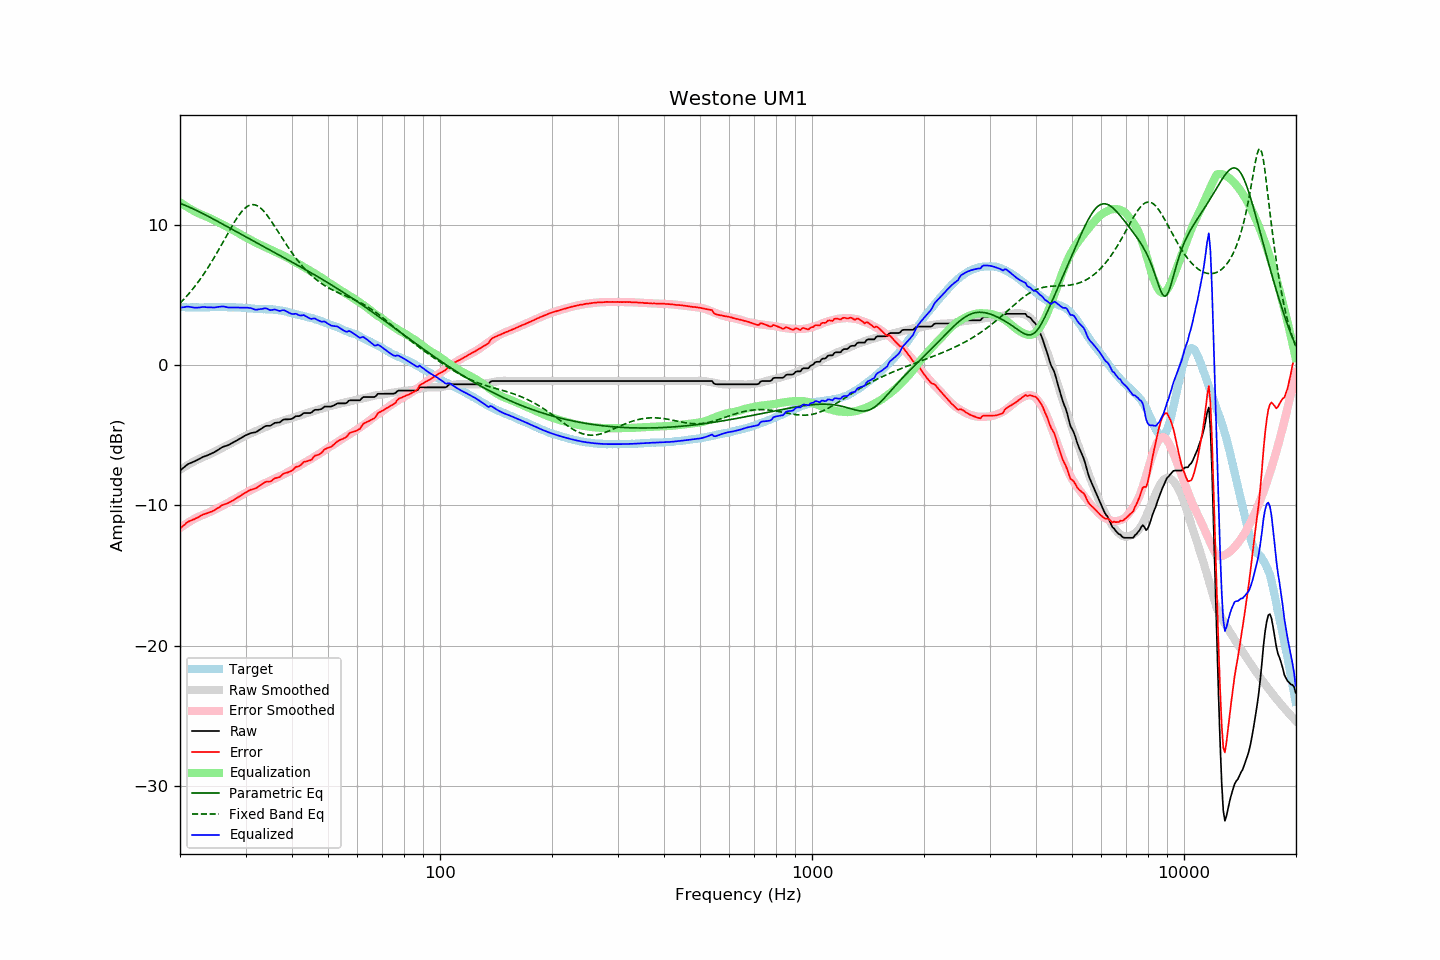 Westone UM1
Amplitude (dBr)
10
0
−10
−20
−30
Target
Raw Smoothed
Error Smoothed
Raw
Error
Equalization
Parametric Eq
Fixed Band Eq
Equalized
100
1000
10000
Frequency (Hz)